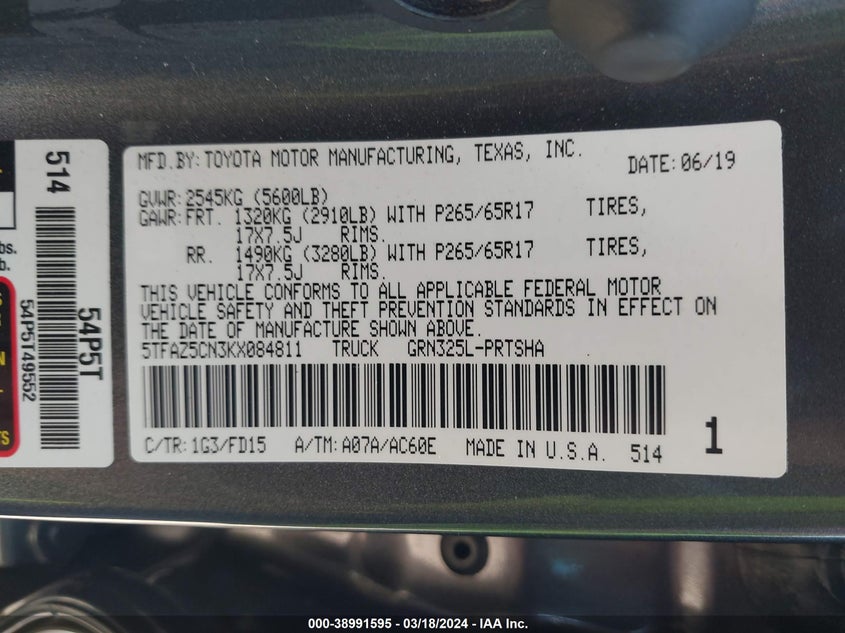 MFD.BY:TOYOTA MOTOR MANUFACTURING, TEXAS, INC. DATE:06/19
GVWR:2545KG (5600LB)
GAWR:FRT. 1320KG (2910LB) WITH P265/65R17 TIRES,
17X7.5J RIMS.
RR. 1490KG (3280LB) WITH P265/65R17 TIRES,
17X7.5J RIMS.
THIS VEHICLE CONFORMS TO ALL APPLICABLE FEDERAL MOTOR
VEHICLE SAFETY AND THEFT PREVENTION STANDARDS IN EFFECT ON
THE DATE OF MANUFACTURE SHOWN ABOVE.
5TFAZ5CN3KX084811 TRUCK GRN325L-PRTSHA
C/TR:1G3/FD15 A/TM:A07A/AC60E MADE IN U.S.A. 514
1
514
54P5T
54P5T49552
bs.
b.
TS
000-38991595 - 03/18/2024 - IAA Inc.